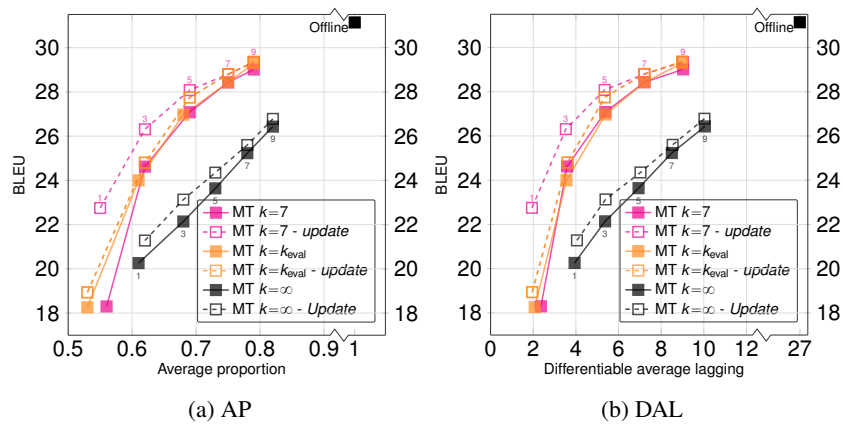 Offline
30
28
26
24
22
20
18
BLEU
1
3
5
7
9
1
3
5
7
9
MT k=7
MT k=7 - update
MT k=keval
MT k=keval - update
MT k=∞
MT k=∞ - Update
30
28
26
24
22
20
18
0.5 0.6 0.7 0.8 0.9 1
Average proportion
(a) AP
Offline
30
28
26
24
22
20
18
BLEU
1
3
5
7
9
1
3
5
7
9
MT k=7
MT k=7 - update
MT k=keval
MT k=keval - update
MT k=∞
MT k=∞ - Update
30
28
26
24
22
20
18
0 2 4 6 8 10 12 27
Differentiable average lagging
(b) DAL